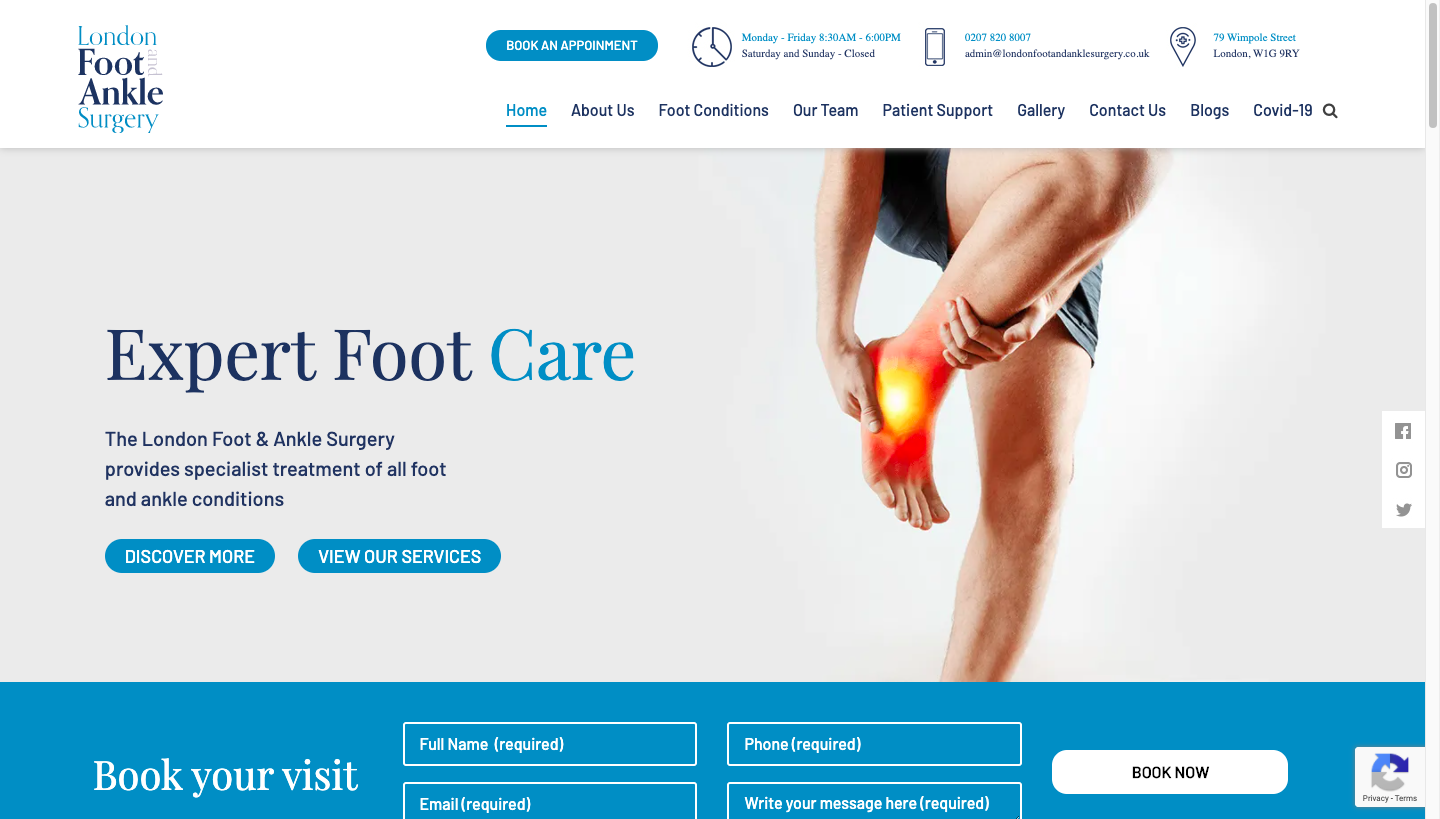 London
Foot
and
Ankle
Surgery
BOOK AN APPOINMENT
Monday - Friday 8:30AM - 6:00PM
Saturday and Sunday - Closed
0207 820 8007
admin@londonfootandanklesurgery.co.uk
79 Wimpole Street
London, W1G 9RY
Home About Us Foot Conditions Our Team Patient Support Gallery Contact Us Blogs Covid-19
Expert Foot Care
The London Foot & Ankle Surgery
provides specialist treatment of all foot
and ankle conditions
DISCOVER MORE VIEW OUR SERVICES
Book your visit
Full Name (required)
Phone (required)
Email (required)
Write your message here (required)
BOOK NOW
Privacy - Terms